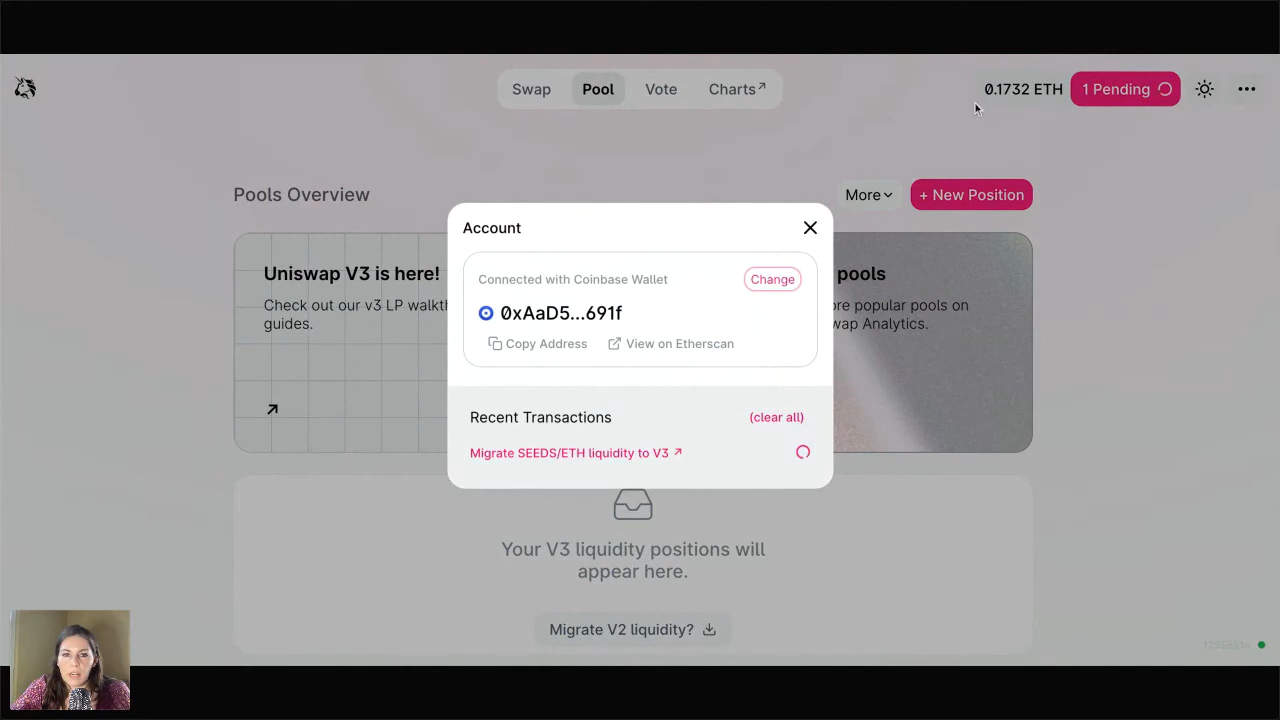 Swap
Pool
Vote
Charts↗
0.1732 ETH
1 Pending
Pools Overview
More
+ New Position
Account
Uniswap V3 is here!
Check out our v3 LP walkth
guides.
Connected with Coinbase Wallet
Change
0xAaD5...691f
Copy Address
View on Etherscan
pools
ore popular pools on
wap Analytics.
Recent Transactions
(clear all)
Migrate SEEDS/ETH liquidity to V3 ↗
Your V3 liquidity positions will
appear here.
Migrate V2 liquidity?